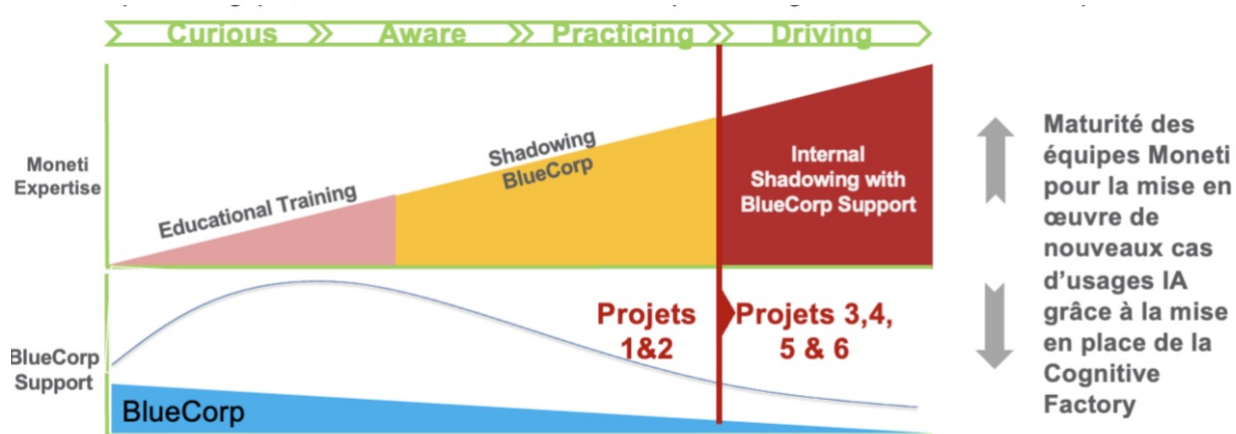 Curious
Aware
Practicing
Driving
Moneti
Expertise
Educational Training
Shadowing
BlueCorp
Internal
Shadowing with
BlueCorp Support
Projets
1&2
Projets 3,4,
5 & 6
BlueCorp
Support
BlueCorp
Maturité des
équipes Moneti
pour la mise en
œuvre de
nouveaux cas
d’usages IA
grâce à la mise
en place de la
Cognitive
Factory